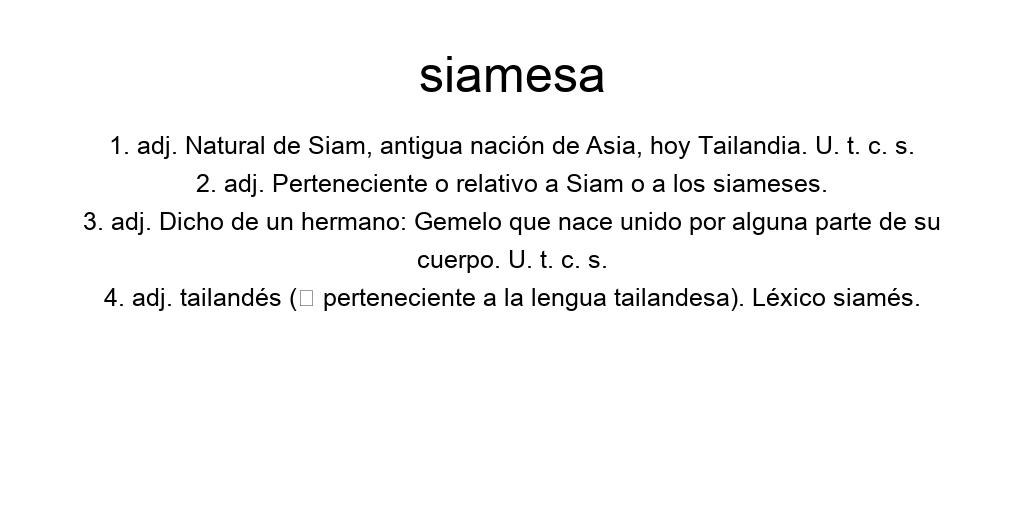 siamesa
1. adj. Natural de Siam, antigua nación de Asia, hoy Tailandia. U. t. c. s.
2. adj. Perteneciente o relativo a Siam o a los siameses.
3. adj. Dicho de un hermano: Gemelo que nace unido por alguna parte de su
cuerpo. U. t. c. s.
4. adj. tailandés (□ perteneciente a la lengua tailandesa). Léxico siamés.